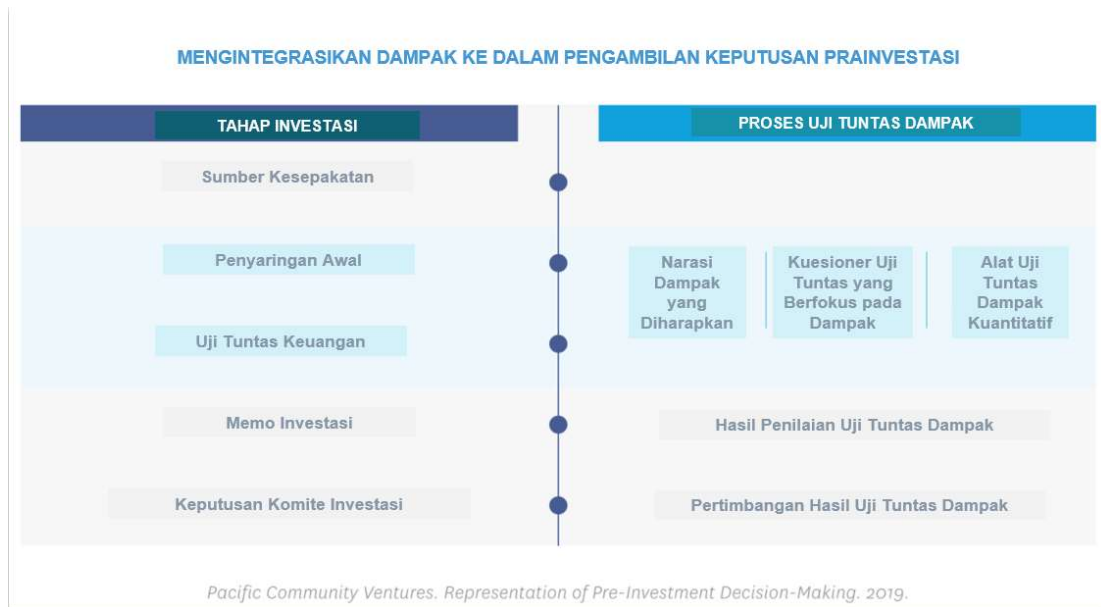 MENGINTEGRASIKAN DAMPAK KE DALAM PENGAMBILAN KEPUTUSAN PRAINVESTASI
TAHAP INVESTASI
PROSES UJI TUNTAS DAMPAK
Sumber Kesepakatan
Penyaringan Awal
Narasi
Dampak
yang
Diharapkan
Kuesioner Uji
Tuntas yang
Berfokus pada
Dampak
Alat Uji
Tuntas
Dampak
Kuantitatif
Uji Tuntas Keuangan
Memo Investasi
Hasil Penilaian Uji Tuntas Dampak
Keputusan Komite Investasi
Pertimbangan Hasil Uji Tuntas Dampak
Pacific Community Ventures. Representation of Pre-Investment Decision-Making. 2019.